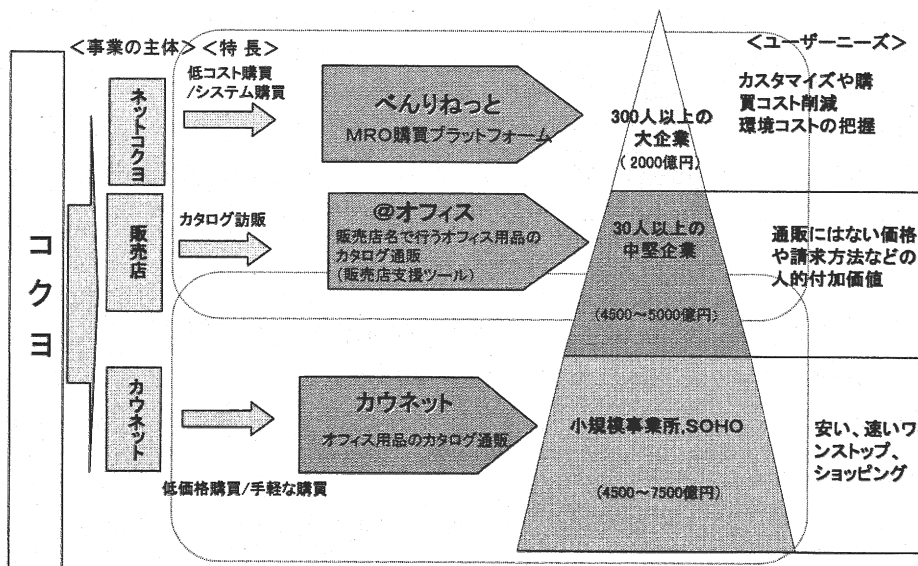 ＜事業の主体＞
＜特 長＞
＜ユーザーニーズ＞
コクヨ
ネットコクヨ
低コスト購買
/システム購買
べんりねっと
MRO購買プラットフォーム
300人以上の
大企業
(2000億円)
カスタマイズや購
買コスト削減
環境コストの把握
販売店
カタログ訪販
@オフィス
販売店名で行うオフィス用品の
カタログ通販
(販売店支援ツール)
30人以上の
中堅企業
(4500～5000億円)
通販にはない価格
や請求方法などの
人的付加価値
カウネット
低価格購買/手軽な購買
カウネット
オフィス用品のカタログ通販
小規模事業所,SOHO
(4500～7500億円)
安い、速いワ
ンストップ、
ショッピング